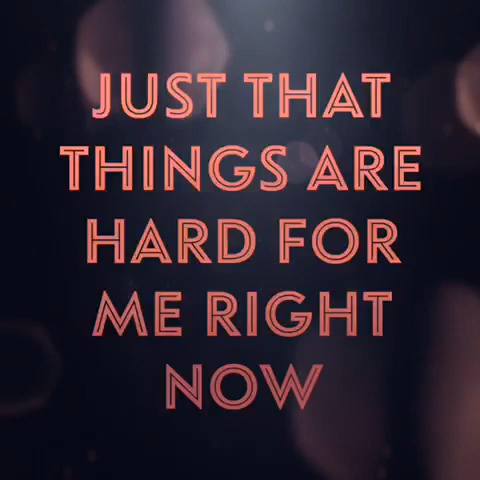 JUST THAT
THINGS ARE
HARD FOR
ME RIGHT
NOW